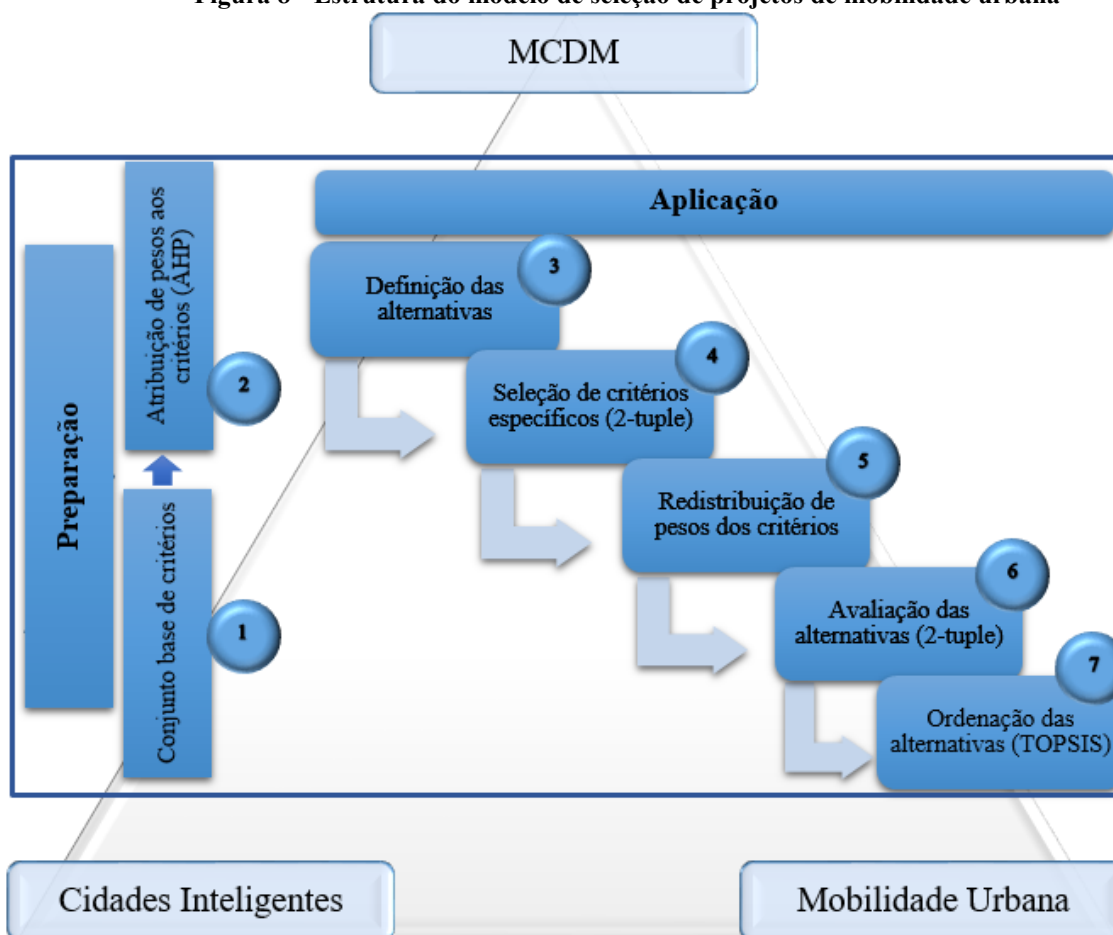 Figura 8 - Estrutura do modelo de seleção de projetos de mobilidade urbana
MCDM
Preparação
Conjunto base de critérios
1
Atribuição de pesos aos
critérios (AHP)
2
Aplicação
Definição das
alternativas
3
Seleção de critérios
específicos (2-tuple)
4
Redistribuição de
pesos dos critérios
5
Avaliação das
alternativas (2-tuple)
6
Ordenação das
alternativas (TOPSIS)
7
Cidades Inteligentes
Mobilidade Urbana